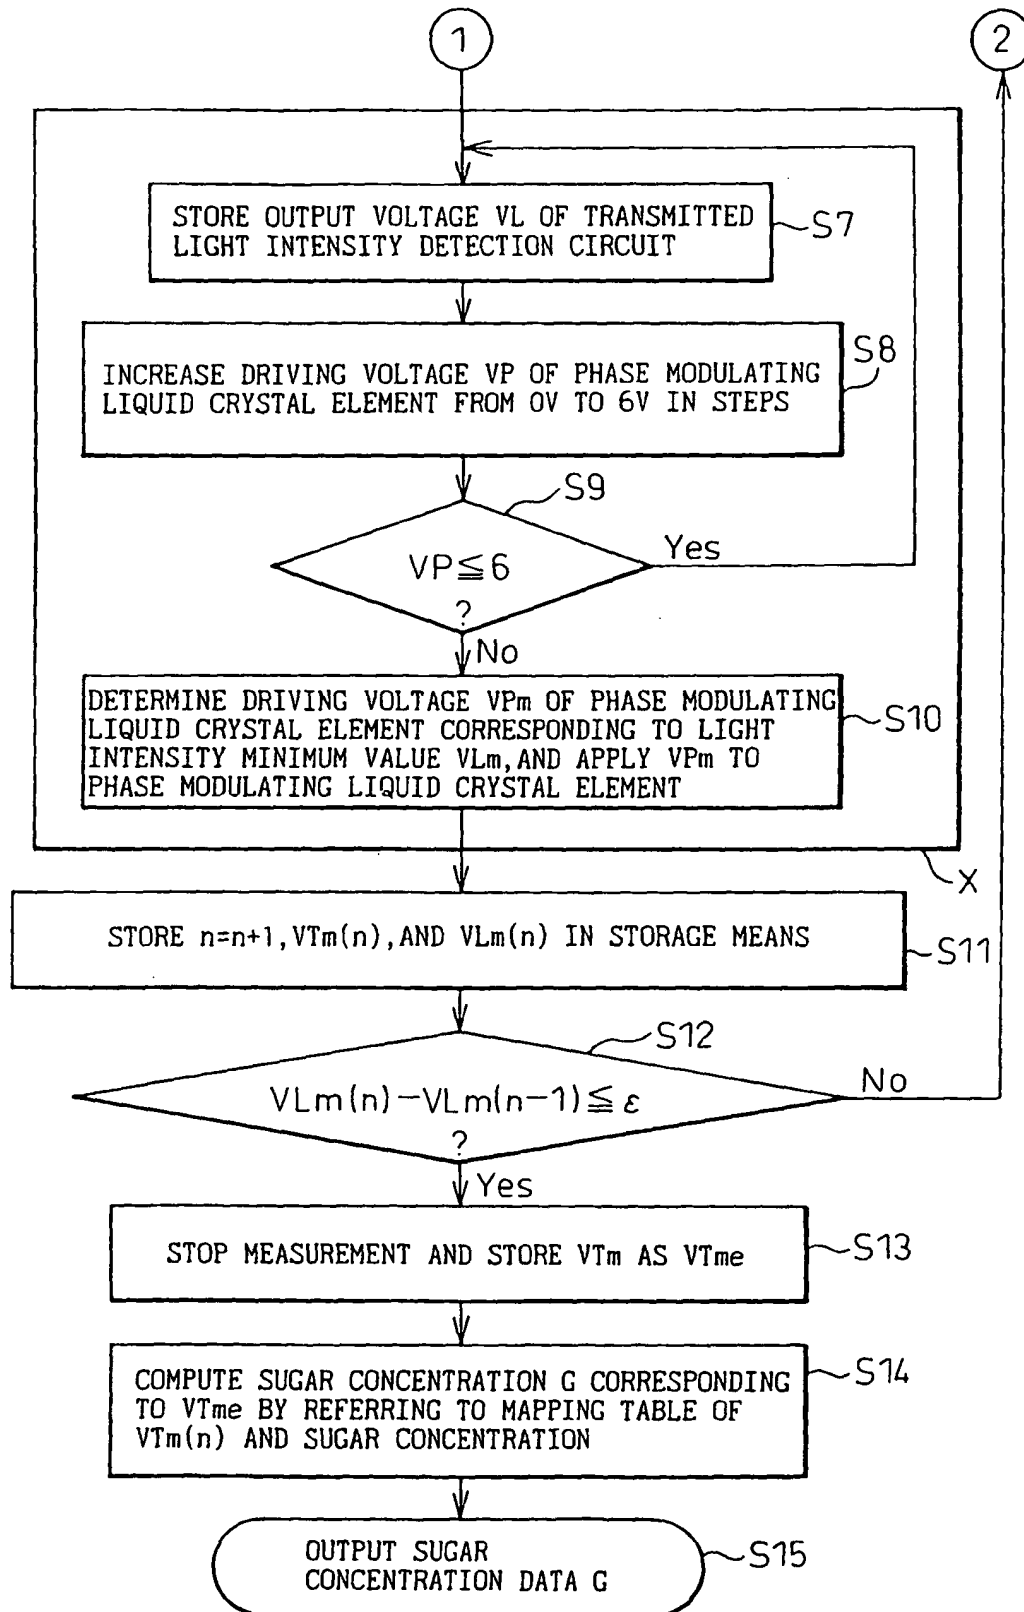 1
2
STORE OUTPUT VOLTAGE VL OF TRANSMITTED
LIGHT INTENSITY DETECTION CIRCUIT
S7
INCREASE DRIVING VOLTAGE VP OF PHASE MODULATING
LIQUID CRYSTAL ELEMENT FROM 0V TO 6V IN STEPS
S8
S9
VP≦6
?
Yes
No
DETERMINE DRIVING VOLTAGE VPm OF PHASE MODULATING
LIQUID CRYSTAL ELEMENT CORRESPONDING TO LIGHT
INTENSITY MINIMUM VALUE VLm, AND APPLY VPm TO
PHASE MODULATING LIQUID CRYSTAL ELEMENT
S10
X
STORE n=n+1, VTm(n), AND VLm(n) IN STORAGE MEANS
S11
S12
VLm(n)-VLm(n-1)≦ε
?
No
Yes
STOP MEASUREMENT AND STORE VTm AS VTme
S13
COMPUTE SUGAR CONCENTRATION G CORRESPONDING
TO VTme BY REFERRING TO MAPPING TABLE OF
VTm(n) AND SUGAR CONCENTRATION
S14
OUTPUT SUGAR
CONCENTRATION DATA G
S15